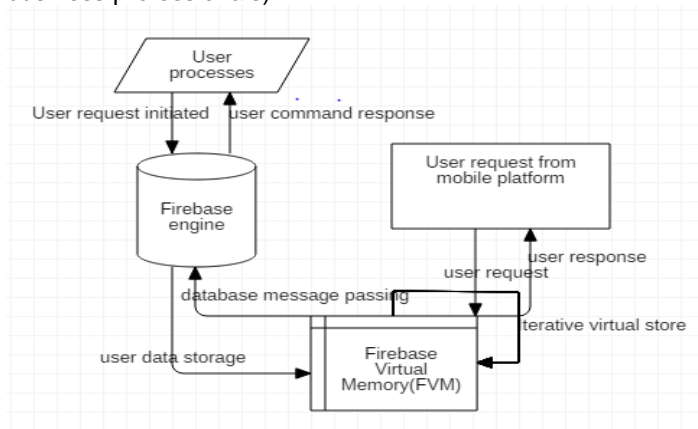 User
processes
User request initiated
user command response
User request from
mobile platform
Firebase
engine
user response
user request
database message passing
terative virtual store
user data storage
Firebase
Virtual
Memory(FVM)